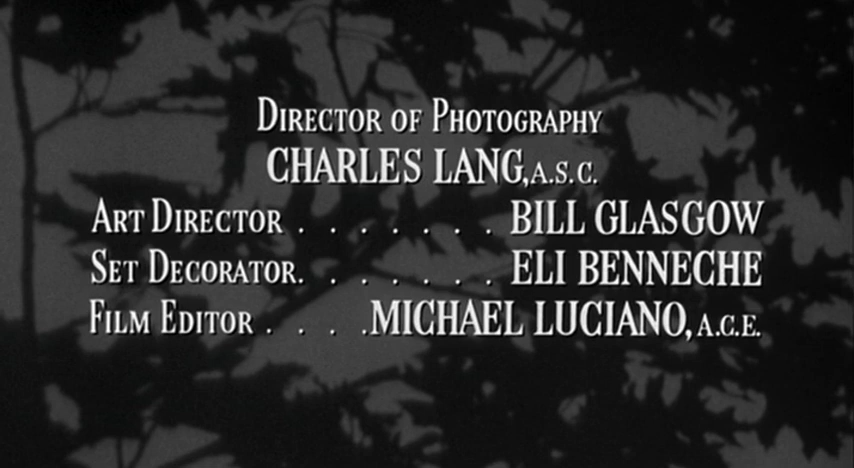 DIRECTOR OF PHOTOGRAPHY
CHARLES LANG, A.S.C.
ART DIRECTOR . . . . . . . BILL GLASGOW
SET DECORATOR. . . . . . . ELI BENNECHE
FILM EDITOR . . . .MICHAEL LUCIANO, A.C.E.